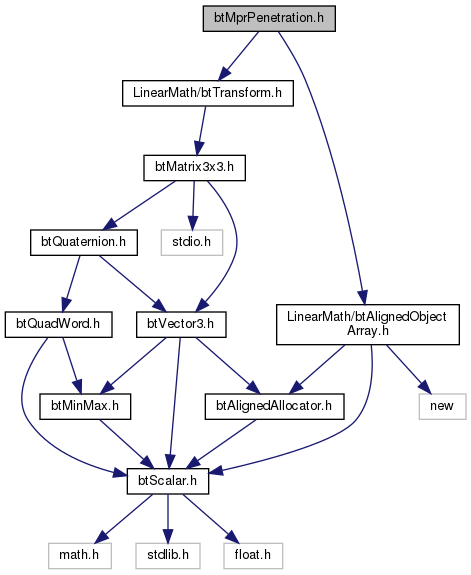 btMprPenetration.h
LinearMath/btTransform.h
btMatrix3x3.h
btQuaternion.h
stdio.h
btQuadWord.h
btVector3.h
LinearMath/btAlignedObject
Array.h
btMinMax.h
btAlignedAllocator.h
new
btScalar.h
math.h
stdlib.h
float.h